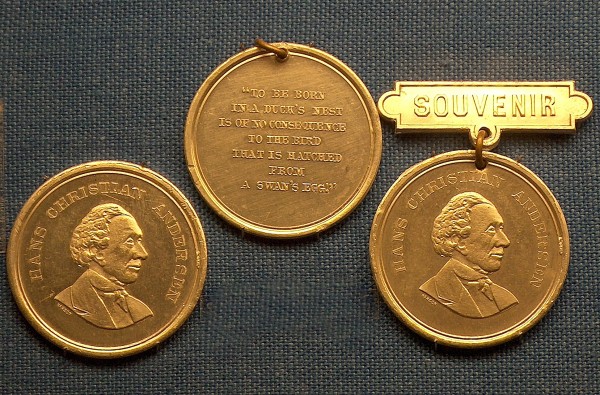 HANS CHRISTIAN ANDERSEN
"TO BE BORN
IN A DUCK'S NEST
IS OF NO CONSEQUENCE
TO THE BIRD
THAT IS HATCHED
FROM
A SWAN'S EGG."
SOUVENIR
HANS CHRISTIAN ANDERSEN